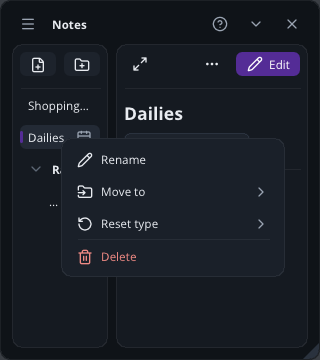 Notes
Edit
Shopping...
Dailies
Dailies
...
Rename
Move to
Reset type
Delete